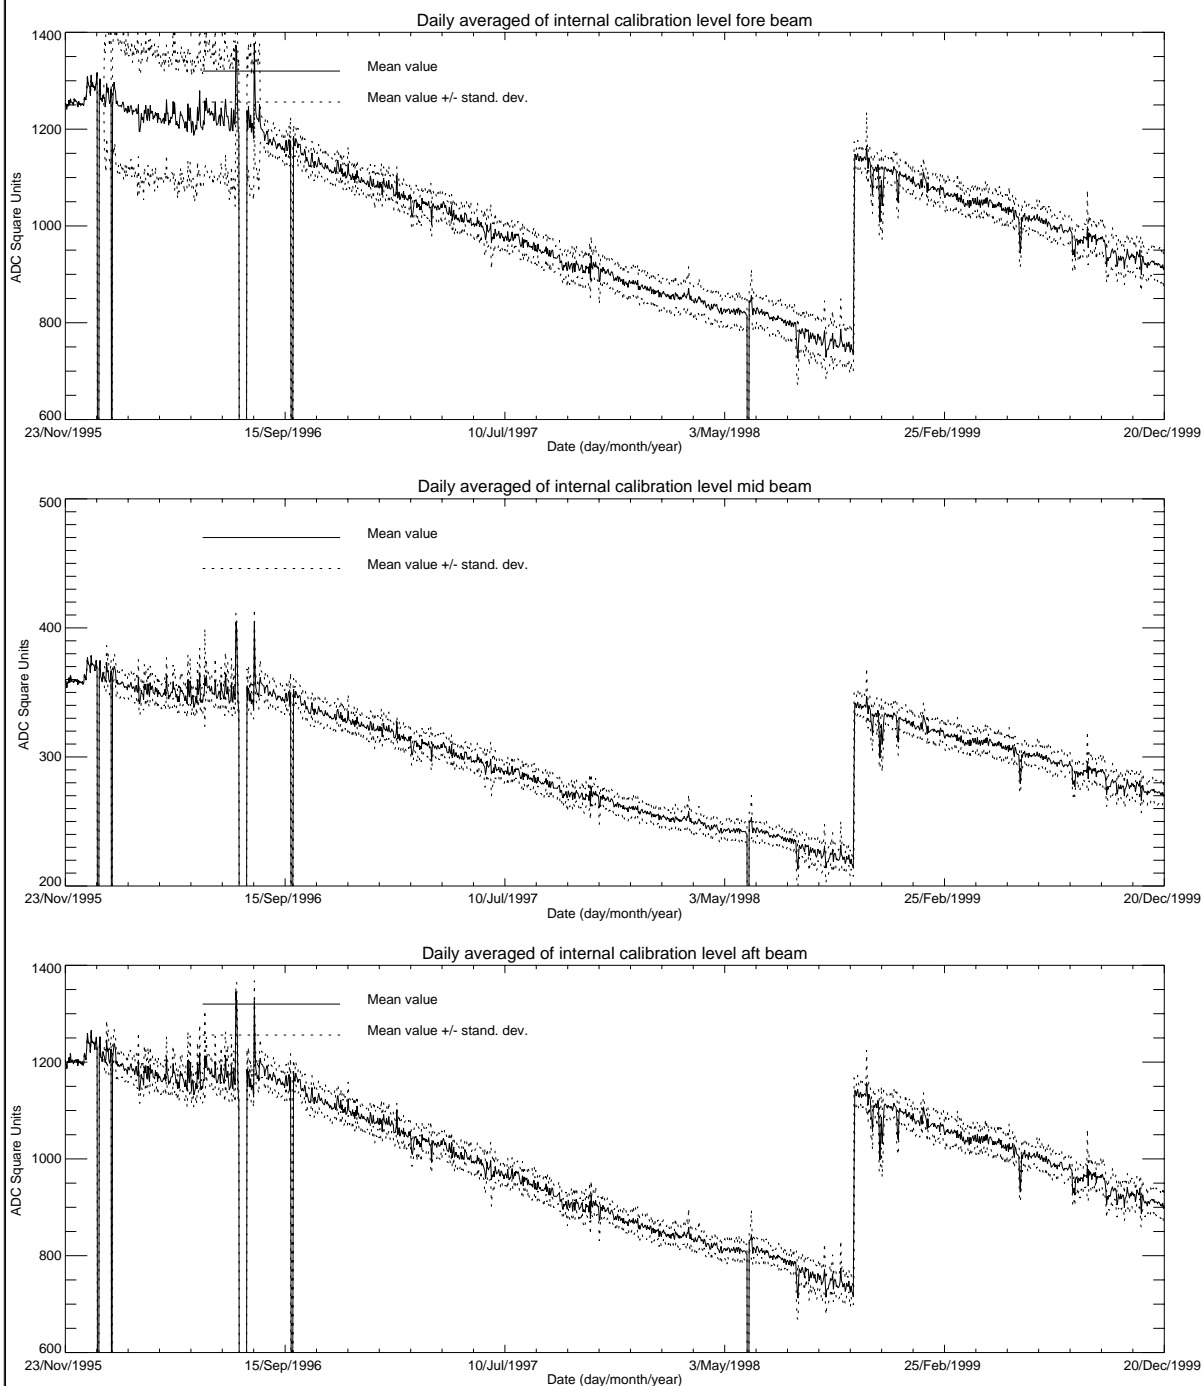 Daily averaged of internal calibration level fore beam
1400
1200
1000
800
600
ADC Square Units
Mean value
Mean value +/- stand. dev.
23/Nov/1995 15/Sep/1996 10/Jul/1997 3/May/1998 25/Feb/1999 20/Dec/1999
Date (day/month/year)
Daily averaged of internal calibration level mid beam
500
400
300
200
ADC Square Units
Mean value
Mean value +/- stand. dev.
23/Nov/1995 15/Sep/1996 10/Jul/1997 3/May/1998 25/Feb/1999 20/Dec/1999
Date (day/month/year)
Daily averaged of internal calibration level aft beam
1400
1200
1000
800
600
ADC Square Units
Mean value
Mean value +/- stand. dev.
23/Nov/1995 15/Sep/1996 10/Jul/1997 3/May/1998 25/Feb/1999 20/Dec/1999
Date (day/month/year)